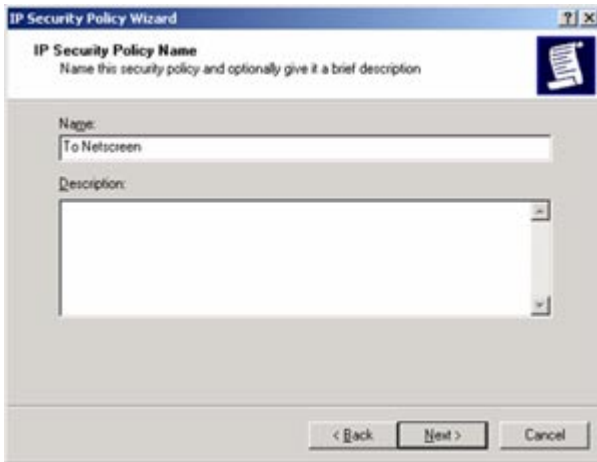 IP Security Policy Wizard
IP Security Policy Name
Name this security policy and optionally give it a brief description
Name:
To Netscreen
Description:
< Back
Next >
Cancel